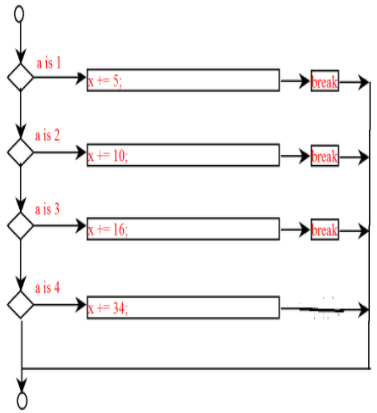 a is 1
x += 5; break
a is 2
x += 10; break
a is 3
x += 16; break
a is 4
x += 34;